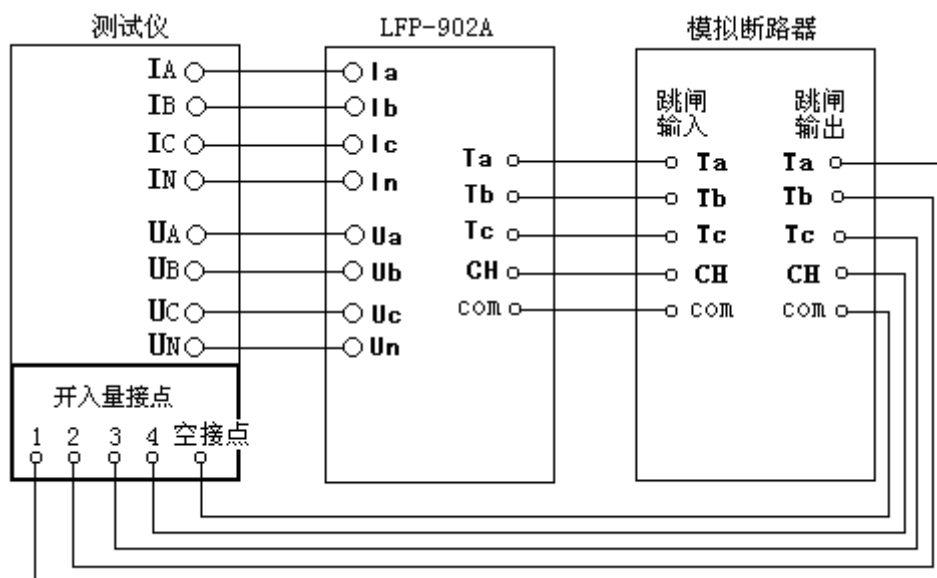 测试仪 LFP-902A 模拟断路器
IA Ia
IB Ib
IC Ic
IN In
UA Ua
UB Ub
UC Uc
UN Un
Ta
Tb
Tc
CH
com
跳闸
输入
Ta
Tb
Tc
CH
com
跳闸
输出
Ta
Tb
Tc
CH
com
开入量接点
1 2 3 4 空接点